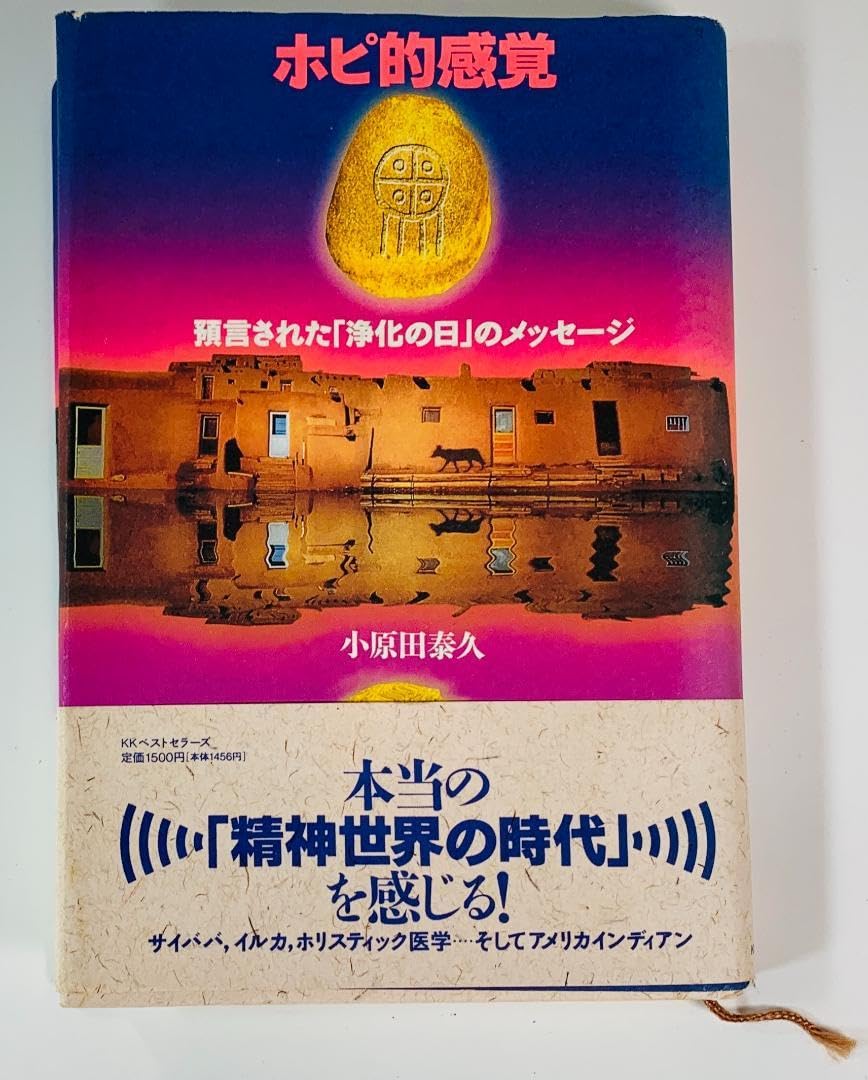 ホピ的感覚
預言された「浄化の日」のメッセージ
小原田泰久
KKベストセラーズ
定価1500円[本体1456円]
本当の
「精神世界の時代」
を感じる!
サイババ,イルカ,ホリスティック医学‥‥そしてアメリカインディアン